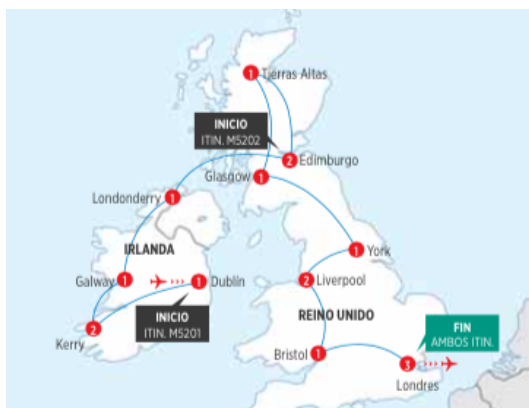 1
Tierras Altas
INICIO
ITIN. M5202
2
Edimburgo
Glasgow
1
Londonderry
1
IRLANDA
1
York
Galway
1
1
Dublin
2
Liverpool
INICIO
ITIN. M5201
REINO UNIDO
2
Kerry
FIN
AMBOS ITIN.
Bristol
1
3
Londres